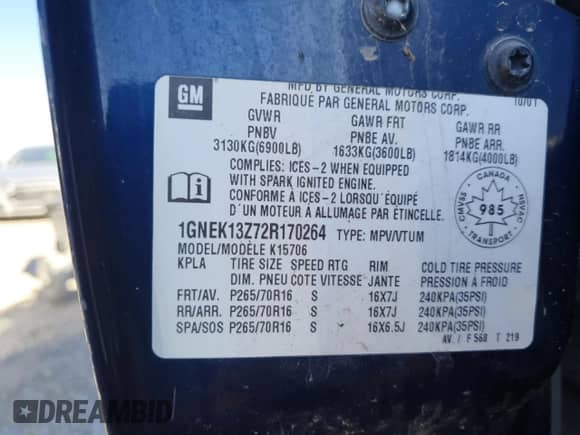 GM
MFD BY GENERAL MOTORS CORP.
10/01
FABRIQUÉ PAR GENERAL MOTORS CORP.
GVWR GAWR FRT GAWR RR
PNBV PNBE AV. PNBE ARR.
3130KG(6900LB) 1633KG(3600LB) 1814KG(4000LB)
COMPLIES: ICES-2 WHEN EQUIPPED
WITH SPARK IGNITED ENGINE.
CONFORME À ICES-2 LORSQU'ÉQUIPÉ
D'UN MOTEUR À ALLUMAGE PAR ÉTINCELLE.
CANADA
CMVSS 985 NSVAC
TRANSPORT
1GNEK13Z72R170264 TYPE: MPV/VTUM
MODEL/MODÈLE K15706
KPLA TIRE SIZE SPEED RTG RIM COLD TIRE PRESSURE
DIM. PNEU COTE VITESSE JANTE PRESSION A FROID
FRT/AV. P265/70R16 S 16X7J 240KPA(35PSI)
RR/ARR. P265/70R16 S 16X7J 240KPA(35PSI)
SPA/SOS P265/70R16 S 16X6.5J 240KPA(35PSI)
AV. / F 568 T 219
DREAMBID